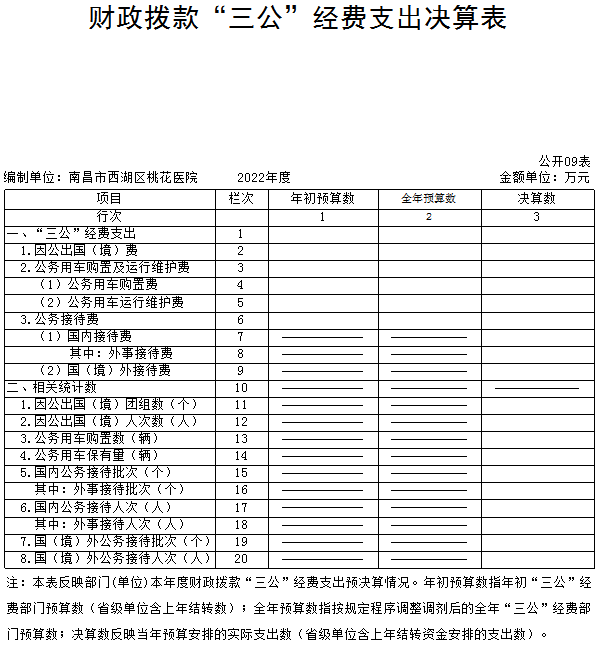 财政拨款“三公”经费支出决算表
公开09表
编制单位：南昌市西湖区桃花医院 2022年度 金额单位：万元
项目 栏次 年初预算数 全年预算数 决算数
行次 1 2 3
一、“三公”经费支出 1
1.因公出国（境）费 2
2.公务用车购置及运行维护费 3
（1）公务用车购置费 4
（2）公务用车运行维护费 5
3.公务接待费 6
（1）国内接待费 7 —— ——
其中：外事接待费 8 —— ——
（2）国（境）外接待费 9 —— ——
二、相关统计数 10 —— —— ——
1.因公出国（境）团组数（个） 11 —— ——
2.因公出国（境）人次数（人） 12 —— ——
3.公务用车购置数（辆） 13 —— ——
4.公务用车保有量（辆） 14 —— ——
5.国内公务接待批次（个） 15 —— ——
其中：外事接待批次（个） 16 —— ——
6.国内公务接待人次（人） 17 —— ——
其中：外事接待人次（人） 18 —— ——
7.国（境）外公务接待批次（个） 19 —— ——
8.国（境）外公务接待人次（人） 20 —— ——
注：本表反映部门(单位)本年度财政拨款“三公”经费支出预决算情况。年初预算数指年初“三公”经
费部门预算数（省级单位含上年结转数）；全年预算数指按规定程序调整调剂后的全年“三公”经费部
门预算数；决算数反映当年预算安排的实际支出数（省级单位含上年结转资金安排的支出数）。